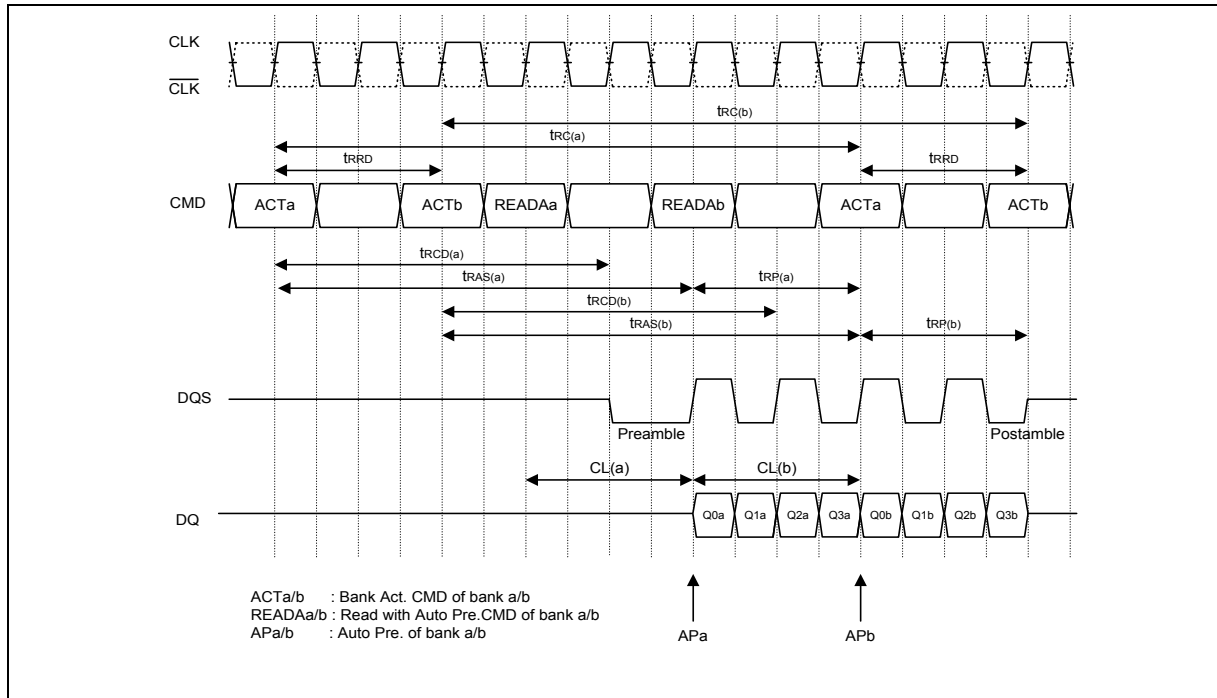 CLK
CLK
tRC(b)
tRC(a)
tRRD tRRD
CMD ACTa ACTb READAa READAb ACTa ACTb
tRCD(a)
tRAS(a) tRP(a)
tRCD(b)
tRAS(b) tRP(b)
DQS
Preamble Postamble
CL(a) CL(b)
DQ Q0a Q1a Q2a Q3a Q0b Q1b Q2b Q3b
ACTa/b : Bank Act. CMD of bank a/b
READAa/b : Read with Auto Pre.CMD of bank a/b
APa/b : Auto Pre. of bank a/b
APa APb